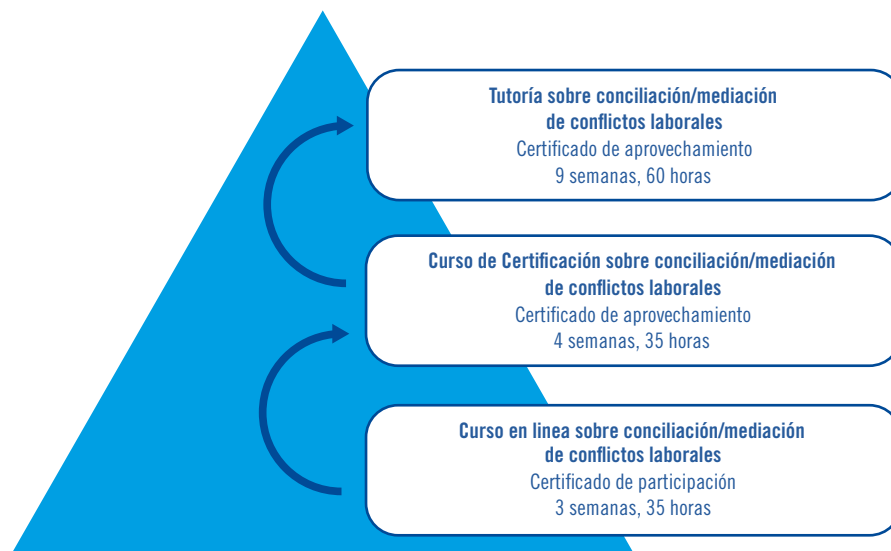 Tutoría sobre conciliación/mediación
de conflictos laborales
Certificado de aprovechamiento
9 semanas, 60 horas
Curso de Certificación sobre conciliación/mediación
de conflictos laborales
Certificado de aprovechamiento
4 semanas, 35 horas
Curso en linea sobre conciliación/mediación
de conflictos laborales
Certificado de participación
3 semanas, 35 horas